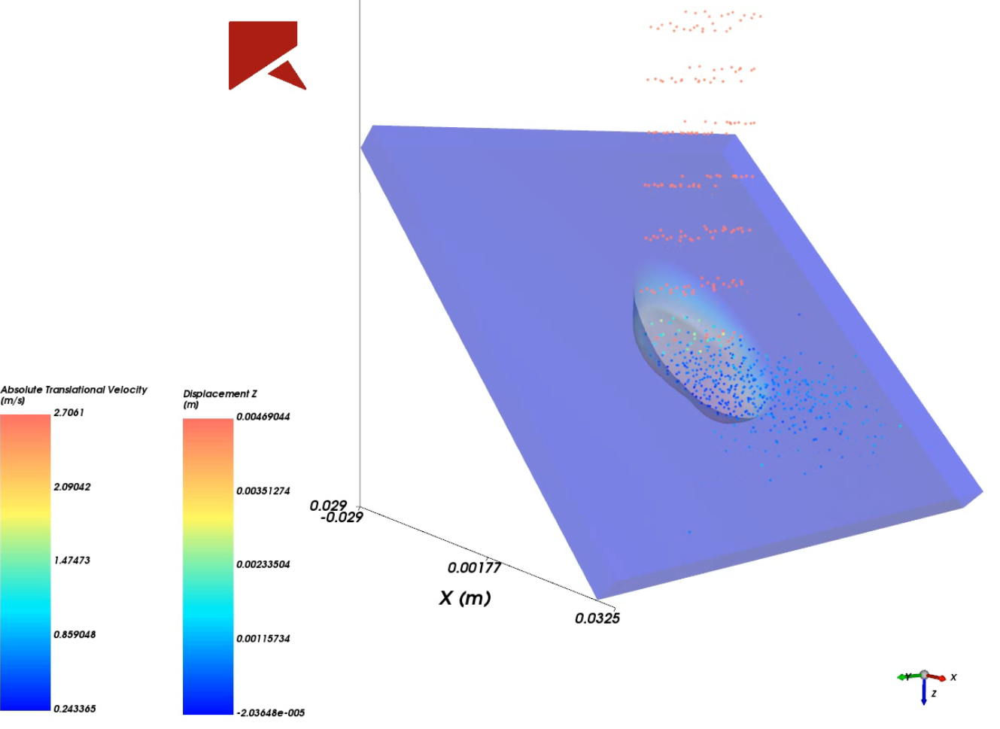 Absolute Translational Velocity
(m/s)
2.7061
2.09042
1.47473
0.859048
0.243365
Displacement Z
(m)
0.00469044
0.00351274
0.00233504
0.00115734
-2.03648e-005
0.029
-0.029
0.00177
X (m)
0.0325
Y
X
Z